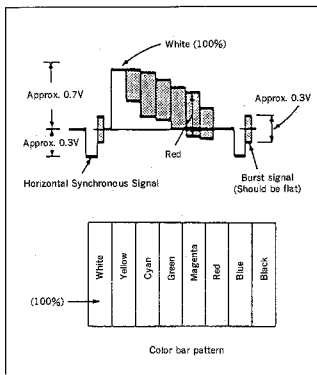 White (100%)
Approx. 0.7V
Approx. 0.3V
Approx. 0.3V
Red
Horizontal Synchronous Signal
Burst signal
(Should be flat)
(100%)
White
Yellow
Cyan
Green
Magenta
Red
Blue
Black
Color bar pattern